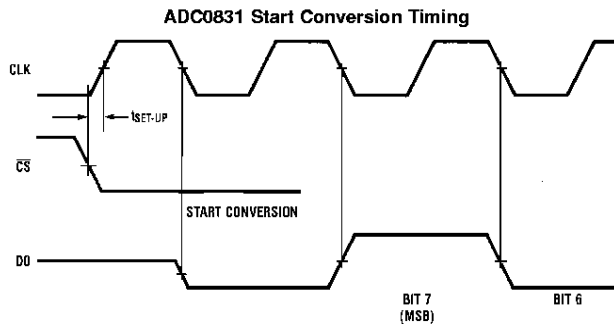 ADC0831 Start Conversion Timing
CLK
tSET-UP
CS
START CONVERSION
DO
BIT 7
(MSB)
BIT 6